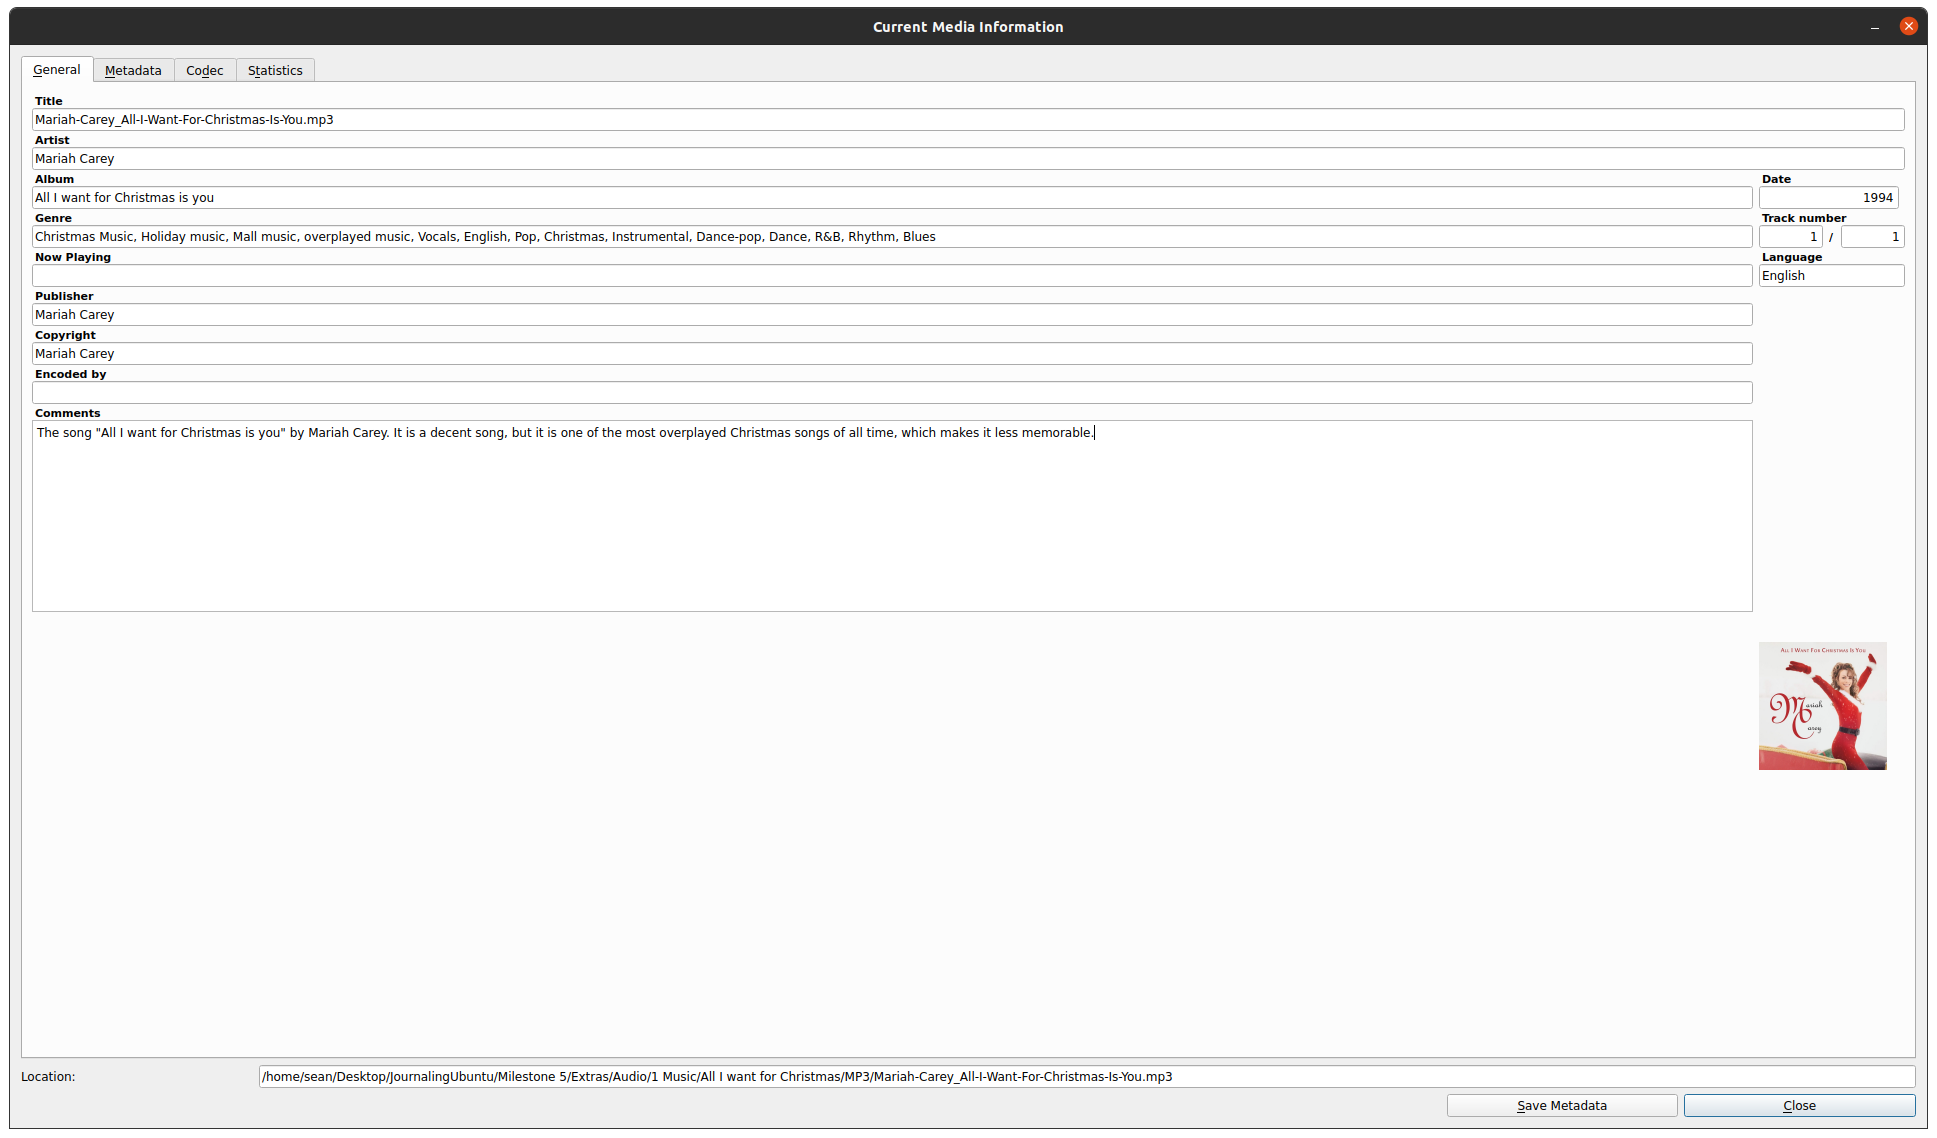 Current Media Information
General Metadata Codec Statistics
Title
Mariah-Carey_All-I-Want-For-Christmas-Is-You.mp3
Artist
Mariah Carey
Album Date
All I want for Christmas is you 1994
Genre Track number
Christmas Music, Holiday music, Mall music, overplayed music, Vocals, English, Pop, Christmas, Instrumental, Dance-pop, Dance, R&B, Rhythm, Blues 1 / 1
Now Playing Language
English
Publisher
Mariah Carey
Copyright
Mariah Carey
Encoded by
Comments
The song "All I want for Christmas is you" by Mariah Carey. It is a decent song, but it is one of the most overplayed Christmas songs of all time, which makes it less memorable.
All I Want For Christmas Is You
Mariah
Carey
Location: /home/sean/Desktop/JournalingUbuntu/Milestone 5/Extras/Audio/1 Music/All I want for Christmas/MP3/Mariah-Carey_All-I-Want-For-Christmas-Is-You.mp3
Save Metadata Close